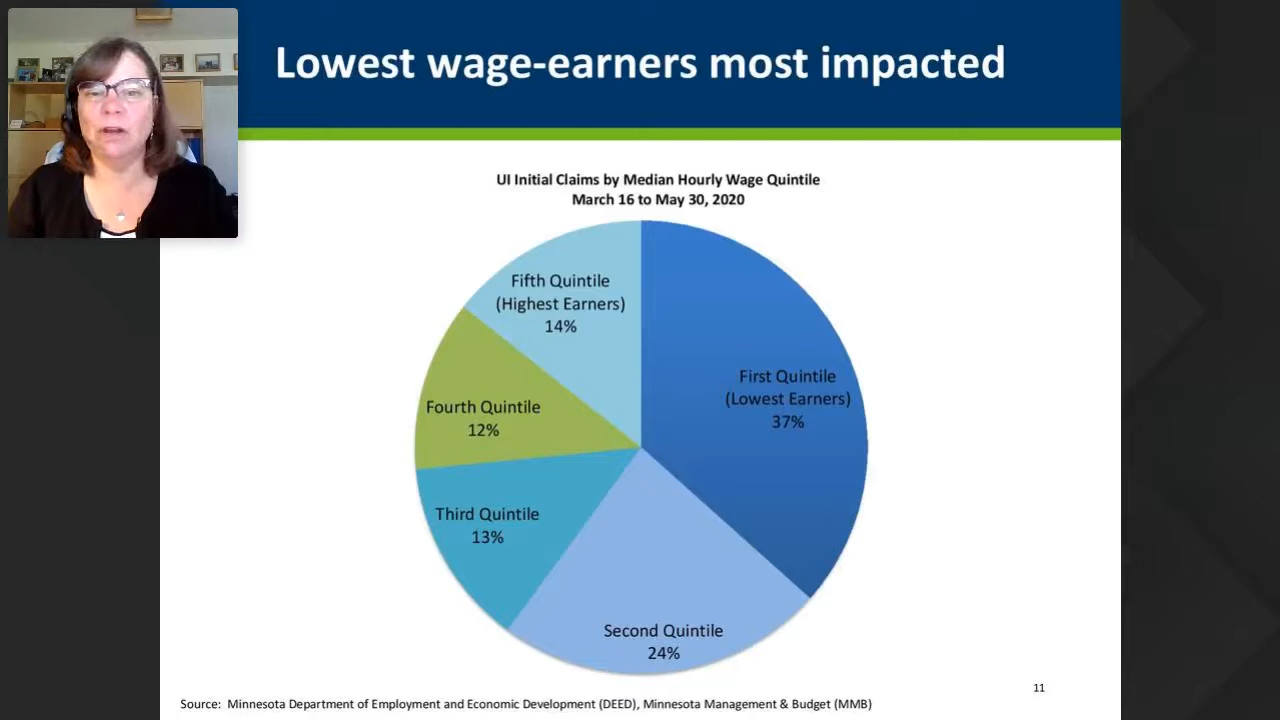 Lowest wage-earners most impacted
UI Initial Claims by Median Hourly Wage Quintile
March 16 to May 30, 2020
Fifth Quintile
(Highest Earners)
14%
First Quintile
(Lowest Earners)
37%
Fourth Quintile
12%
Third Quintile
13%
Second Quintile
24%
11
Source:  Minnesota Department of Employment and Economic Development (DEED), Minnesota Management & Budget (MMB)